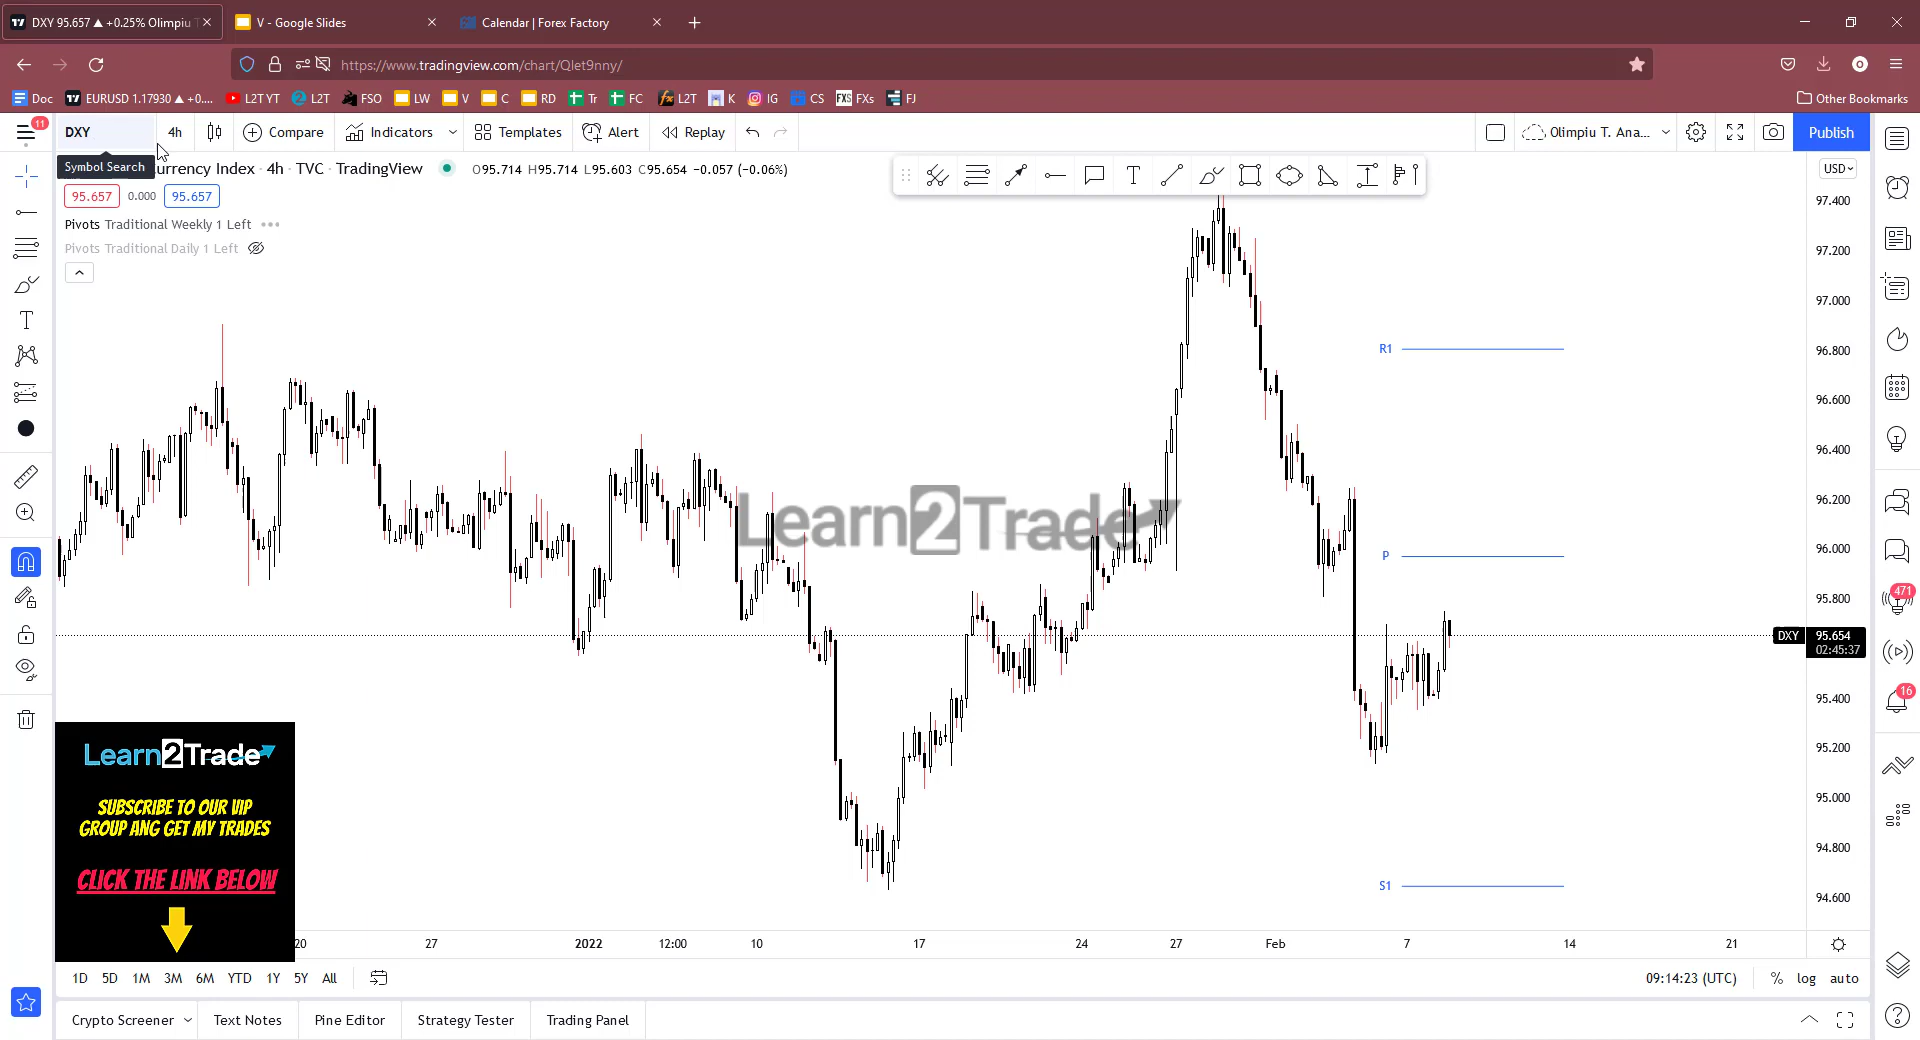 DXY 95.657 ▲ +0.25% Olimpiu T
V - Google Slides
Calendar | Forex Factory
https://www.tradingview.com/chart/Qlet9nny/
Doc
EURUSD 1.17930 ▲ +0....
L2T YT
L2T
FSO
LW
V
C
RD
Tr
FC
L2T
K
IG
CS
FXs
FJ
Other Bookmarks
11
DXY
4h
Compare
Indicators
Templates
Alert
Replay
Olimpiu T. Ana...
Publish
Symbol Search
urrency Index · 4h · TVC · TradingView
O95.714 H95.714 L95.603 C95.654 -0.057 (-0.06%)
USD
95.657
0.000
95.657
Pivots Traditional Weekly 1 Left
Pivots Traditional Daily 1 Left
97.400
97.200
97.000
96.800
96.600
96.400
96.200
96.000
95.800
DXY
95.654
02:45:37
95.400
95.200
95.000
94.800
94.600
R1
P
S1
Learn2Trade
471
16
Learn2Trade
SUBSCRIBE TO OUR VIP
GROUP ANG GET MY TRADES
CLICK THE LINK BELOW
20
27
2022
12:00
10
17
24
27
Feb
7
14
21
1D
5D
1M
3M
6M
YTD
1Y
5Y
All
09:14:23 (UTC)
%
log
auto
Crypto Screener
Text Notes
Pine Editor
Strategy Tester
Trading Panel